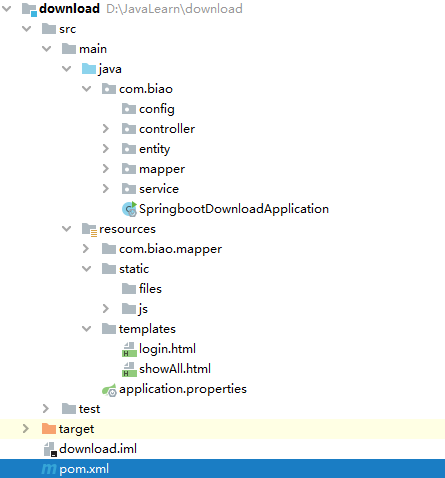 download D:\JavaLearn\download
src
main
java
com.biao
config
controller
entity
mapper
service
SpringbootDownloadApplication
resources
com.biao.mapper
static
files
js
templates
login.html
showAll.html
application.properties
test
target
download.iml
pom.xml